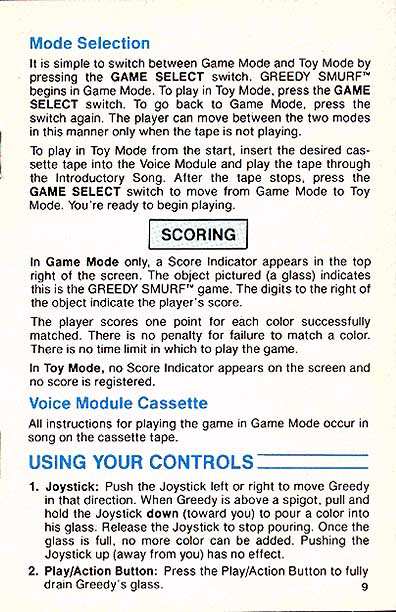 Mode Selection
It is simple to switch between Game Mode and Toy Mode by
pressing the GAME SELECT switch. GREEDY SMURF™
begins in Game Mode. To play in Toy Mode, press the GAME
SELECT switch. To go back to Game Mode, press the
switch again. The player can move between the two modes
in this manner only when the tape is not playing.
To play in Toy Mode from the start, insert the desired cas-
sette tape into the Voice Module and play the tape through
the Introductory Song. After the tape stops, press the
GAME SELECT switch to move from Game Mode to Toy
Mode. You're ready to begin playing.
SCORING
In Game Mode only, a Score Indicator appears in the top
right of the screen. The object pictured (a glass) indicates
this is the GREEDY SMURF™ game. The digits to the right of
the object indicate the player's score.
The player scores one point for each color successfully
matched. There is no penalty for failure to match a color.
There is no time limit in which to play the game.
In Toy Mode, no Score Indicator appears on the screen and
no score is registered.
Voice Module Cassette
All instructions for playing the game in Game Mode occur in
song on the cassette tape.
USING YOUR CONTROLS
1. Joystick: Push the Joystick left or right to move Greedy
in that direction. When Greedy is above a spigot, pull and
hold the Joystick down (toward you) to pour a color into
his glass. Release the Joystick to stop pouring. Once the
glass is full, no more color can be added. Pushing the
Joystick up (away from you) has no effect.
2. Play/Action Button: Press the Play/Action Button to fully
drain Greedy's glass.
9